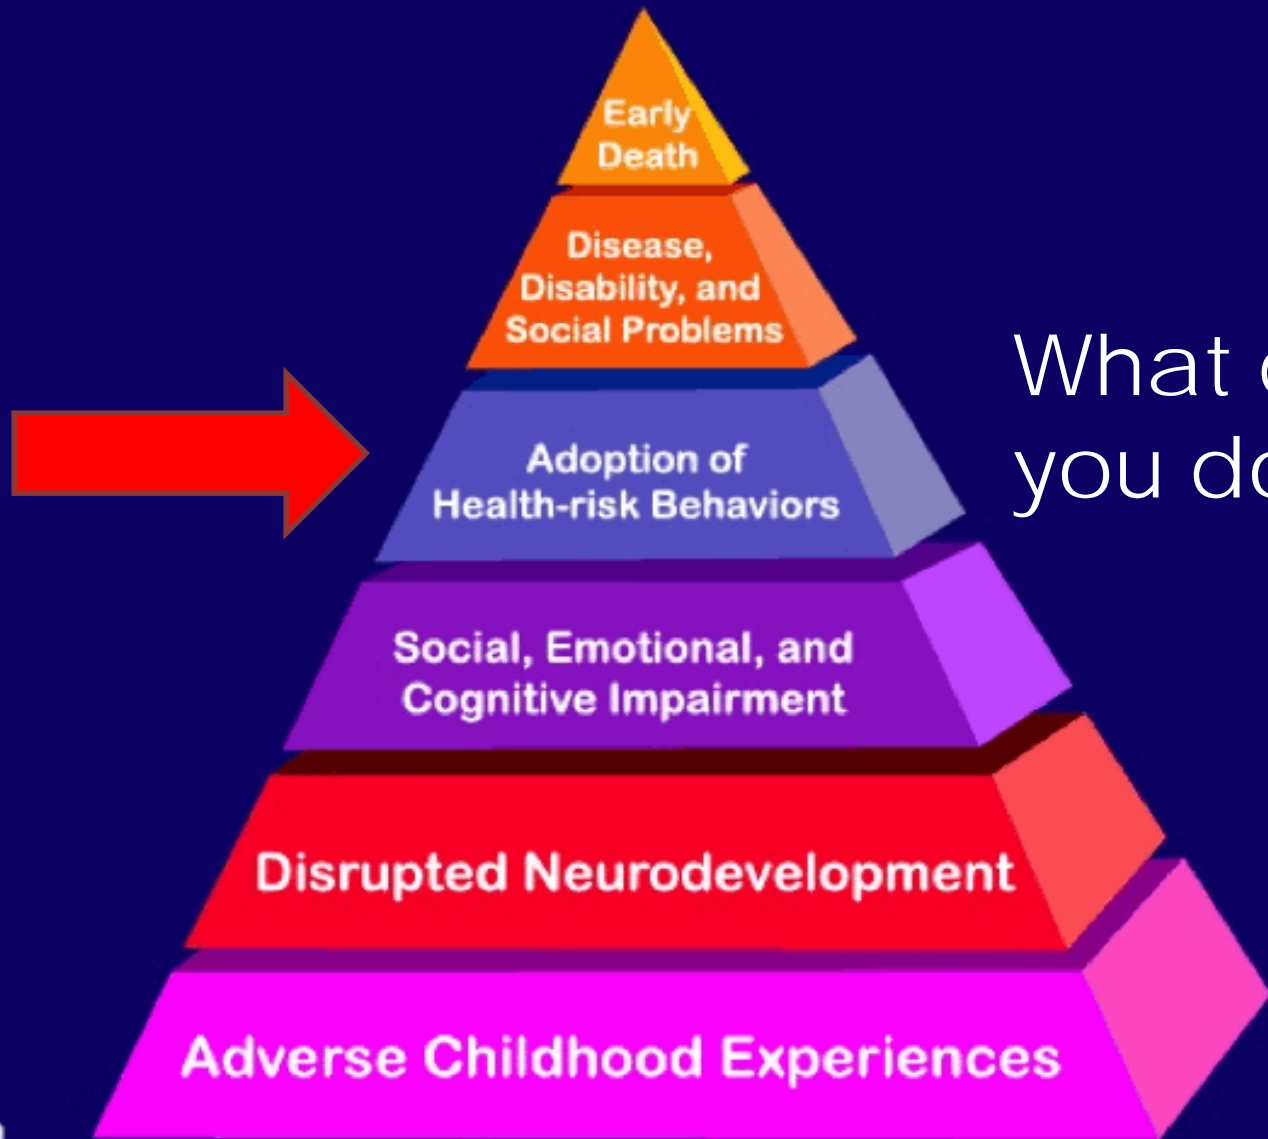 Early
Death
Disease,
Disability, and
Social Problems
What
you do
Adoption of
Health-risk Behaviors
Social, Emotional, and
Cognitive Impairment
Disrupted Neurodevelopment
Adverse Childhood Experiences